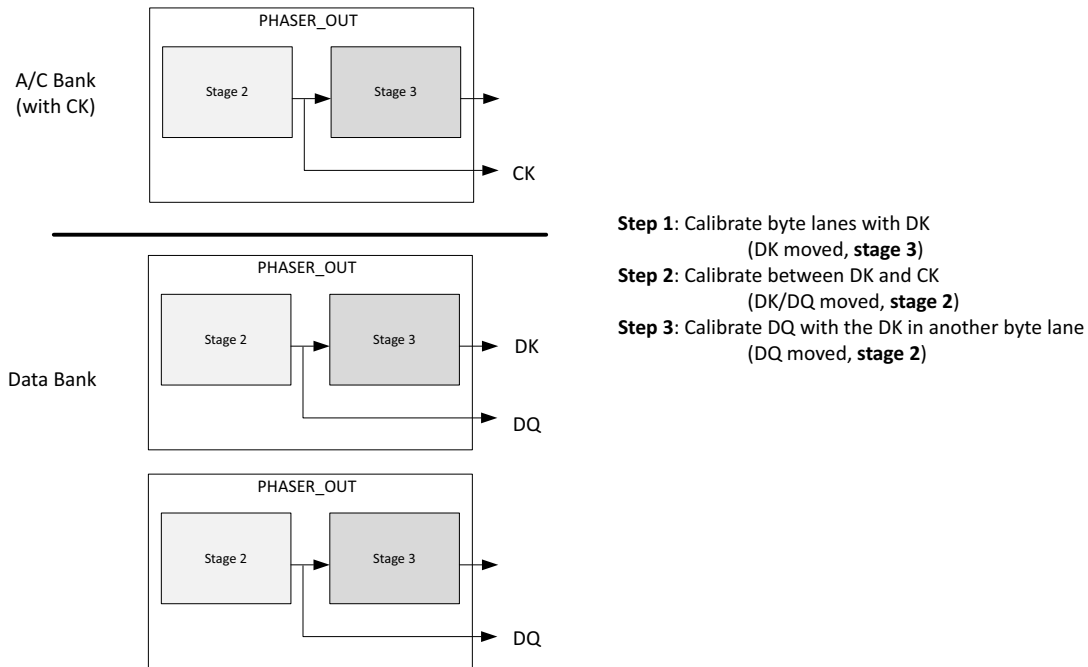 PHASER_OUT
A/C Bank
(with CK)
Stage 2
Stage 3
CK
Step 1: Calibrate byte lanes with DK
(DK moved, stage 3)
Step 2: Calibrate between DK and CK
(DK/DQ moved, stage 2)
Step 3: Calibrate DQ with the DK in another byte lane
(DQ moved, stage 2)
PHASER_OUT
Stage 2
Stage 3
DK
Data Bank
DQ
PHASER_OUT
Stage 2
Stage 3
DQ